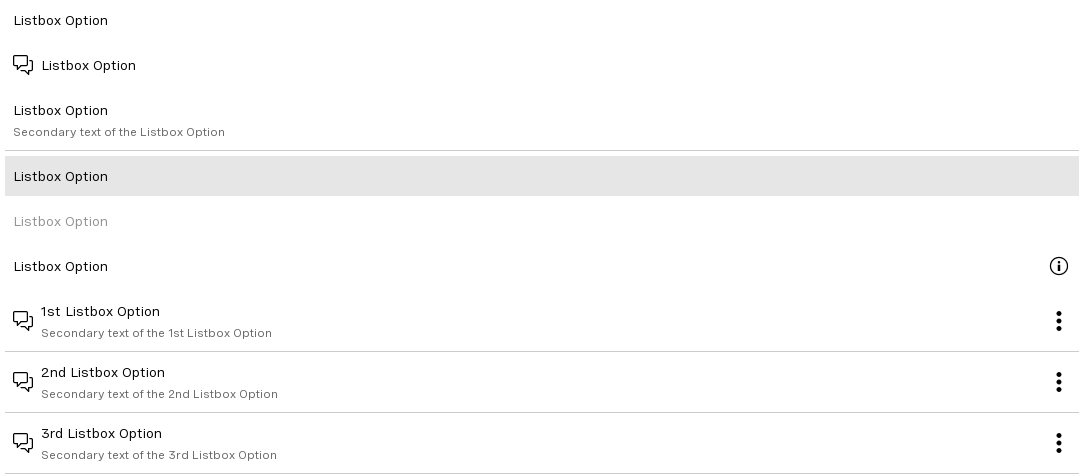 Listbox Option
Listbox Option
Listbox Option
Secondary text of the Listbox Option
Listbox Option
Listbox Option
Listbox Option
1st Listbox Option
Secondary text of the 1st Listbox Option
2nd Listbox Option
Secondary text of the 2nd Listbox Option
3rd Listbox Option
Secondary text of the 3rd Listbox Option